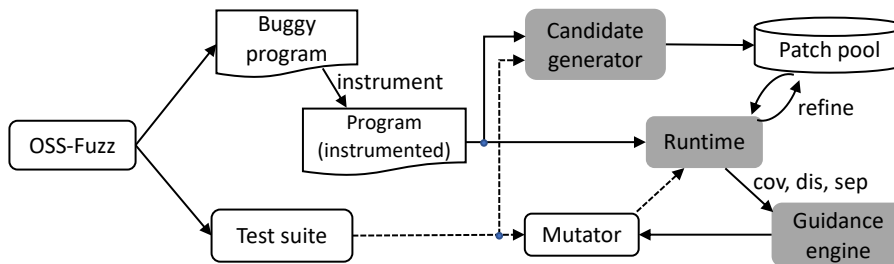 Buggy
program
Candidate
generator
Patch pool
instrument
refine
OSS-Fuzz
Program
(instrumented)
Runtime
cov, dis, sep
Test suite
Mutator
Guidance
engine